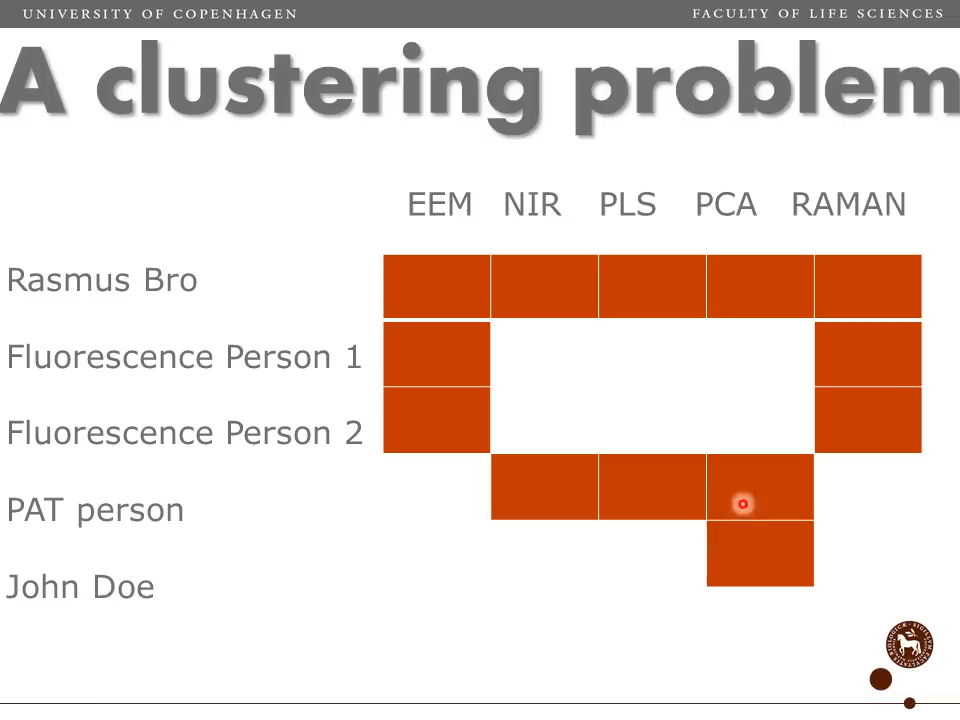 UNIVERSITY OF COPENHAGEN FACULTY OF LIFE SCIENCES
A clustering problem
EEM NIR PLS PCA RAMAN
Rasmus Bro
Fluorescence Person 1
Fluorescence Person 2
PAT person
John Doe